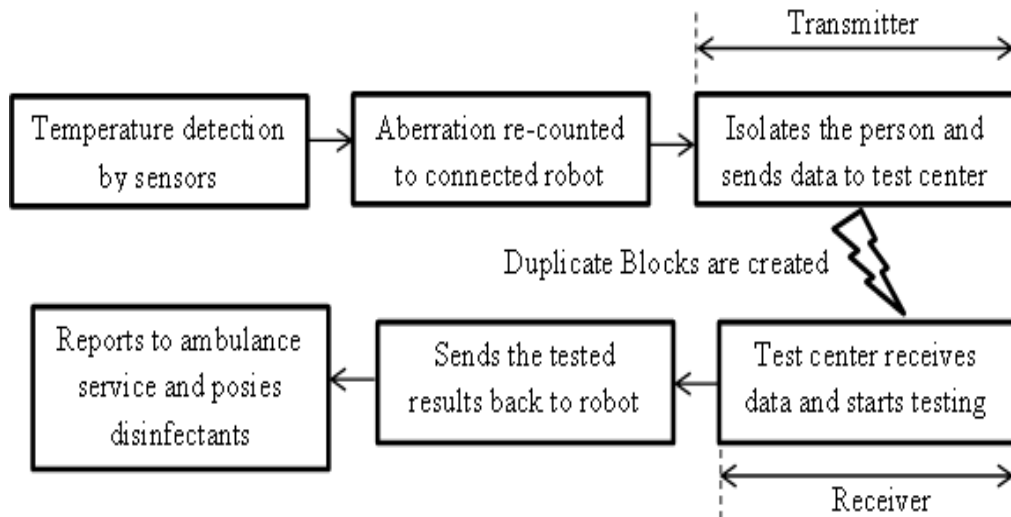 Transmitter
Temperature detection
by sensors
Aberration re-counted
to connected robot
Isolates the person and
sends data to test center
Duplicate Blocks are created
Reports to ambulance
service and posies
disinfectants
Sends the tested
results back to robot
Test center receives
data and starts testing
Receiver